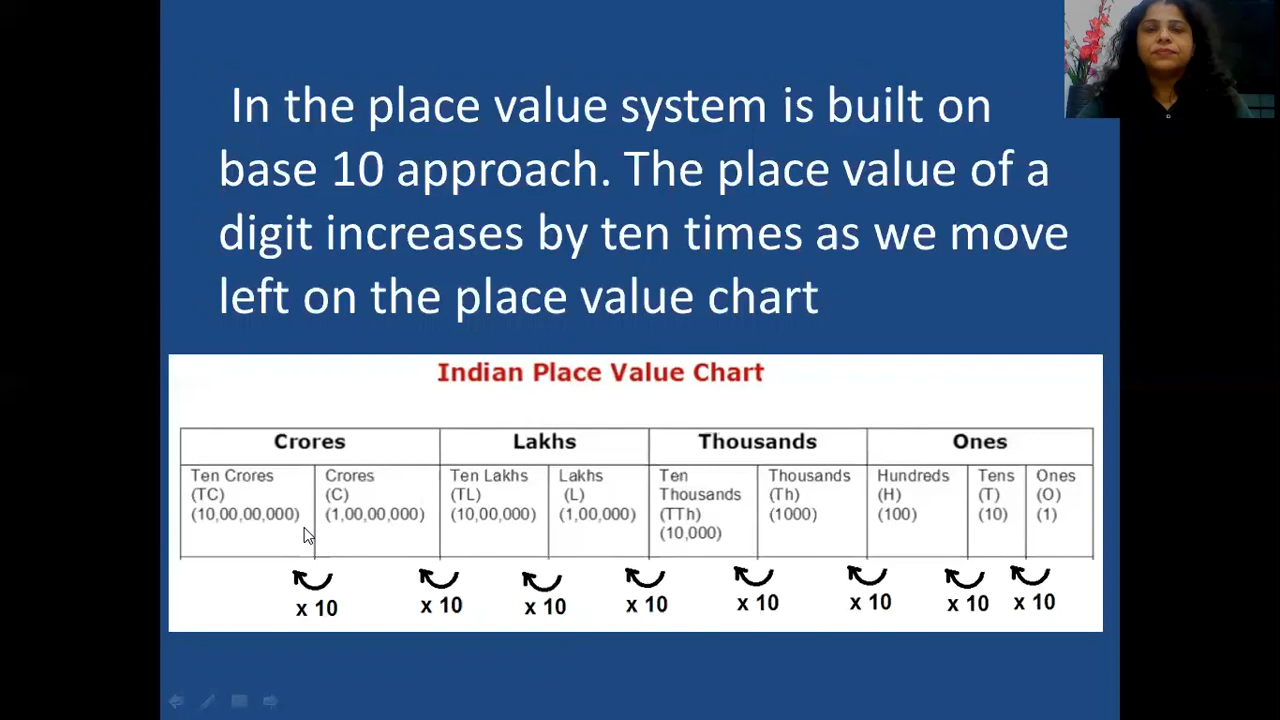 In the place value system is built on
base 10 approach. The place value of a
digit increases by ten times as we move
left on the place value chart
Indian Place Value Chart
Crores Lakhs Thousands Ones
Ten Crores
(TC)
(10,00,00,000)
Crores
(C)
(1,00,00,000)
Ten Lakhs
(TL)
(10,00,000)
Lakhs
(L)
(1,00,000)
Ten
Thousands
(TTh)
(10,000)
Thousands
(Th)
(1000)
Hundreds
(H)
(100)
Tens
(T)
(10)
Ones
(O)
(1)
x 10 x 10 x 10 x 10 x 10 x 10 x 10 x 10